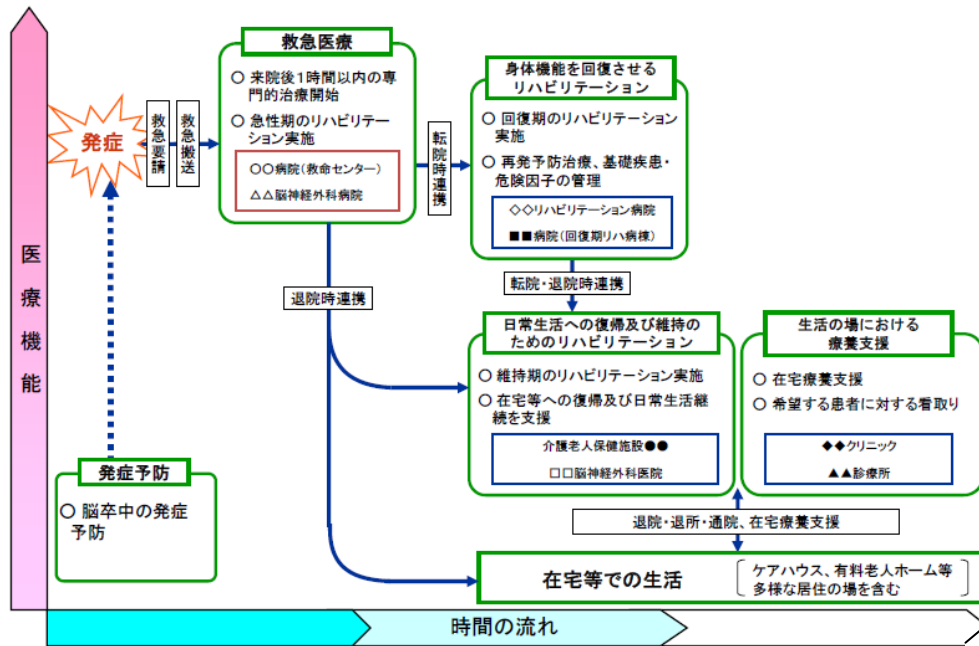 救急医療
○ 来院後1時間以内の専
門的治療開始
○ 急性期のリハビリテー
ション実施
○○病院(救命センター)
△△脳神経外科病院
身体機能を回復させる
リハビリテーション
○ 回復期のリハビリテーション
実施
○ 再発予防治療、基礎疾患・
危険因子の管理
◇◇リハビリテーション病院
■■病院(回復期リハ病棟)
発症
救急要請
救急搬送
転院時連携
退院時連携
転院・退院時連携
医療機能
日常生活への復帰及び維持の
ためのリハビリテーション
○ 維持期のリハビリテーション実施
○ 在宅等への復帰及び日常生活継
続を支援
介護老人保健施設●●
□□脳神経外科医院
生活の場における
療養支援
○ 在宅療養支援
○ 希望する患者に対する看取り
◆◆クリニック
▲▲診療所
発症予防
○ 脳卒中の発症
予防
退院・退所・通院、在宅療養支援
在宅等での生活
ケアハウス、有料老人ホーム等
多様な居住の場を含む
時間の流れ